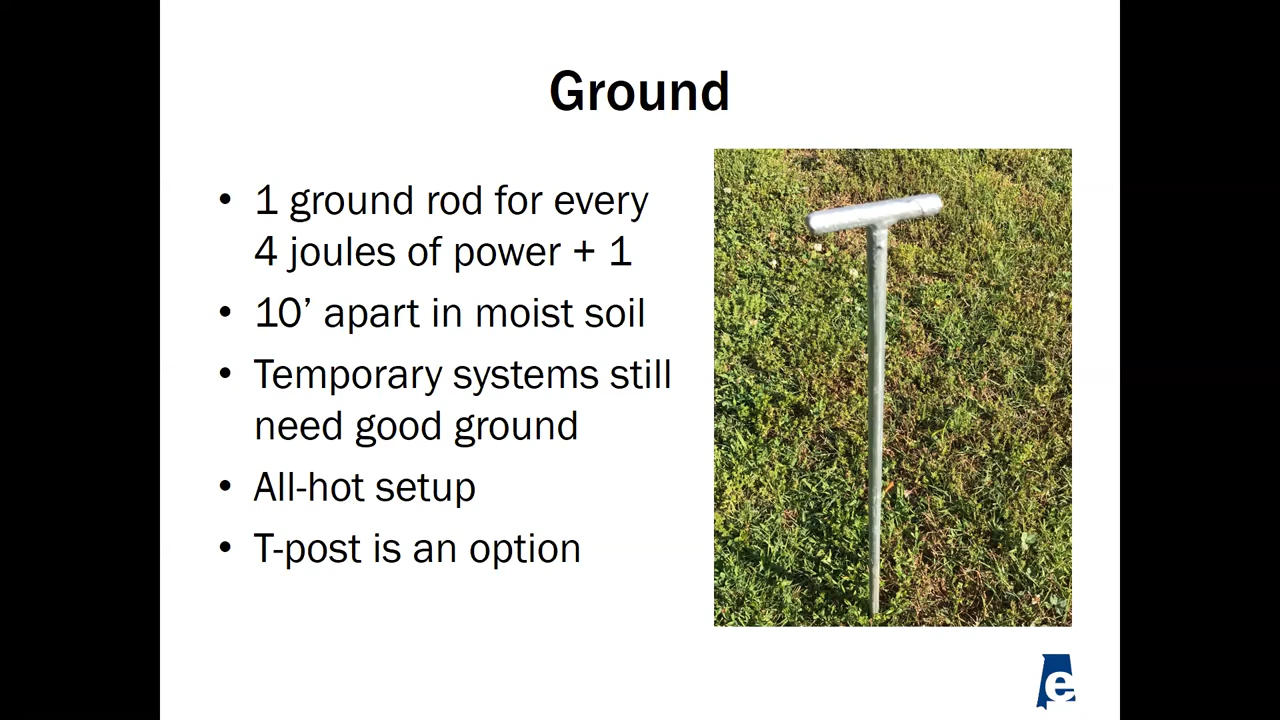 Ground
• 1 ground rod for every
4 joules of power + 1
• 10’ apart in moist soil
• Temporary systems still
need good ground
• All-hot setup
• T-post is an option
e